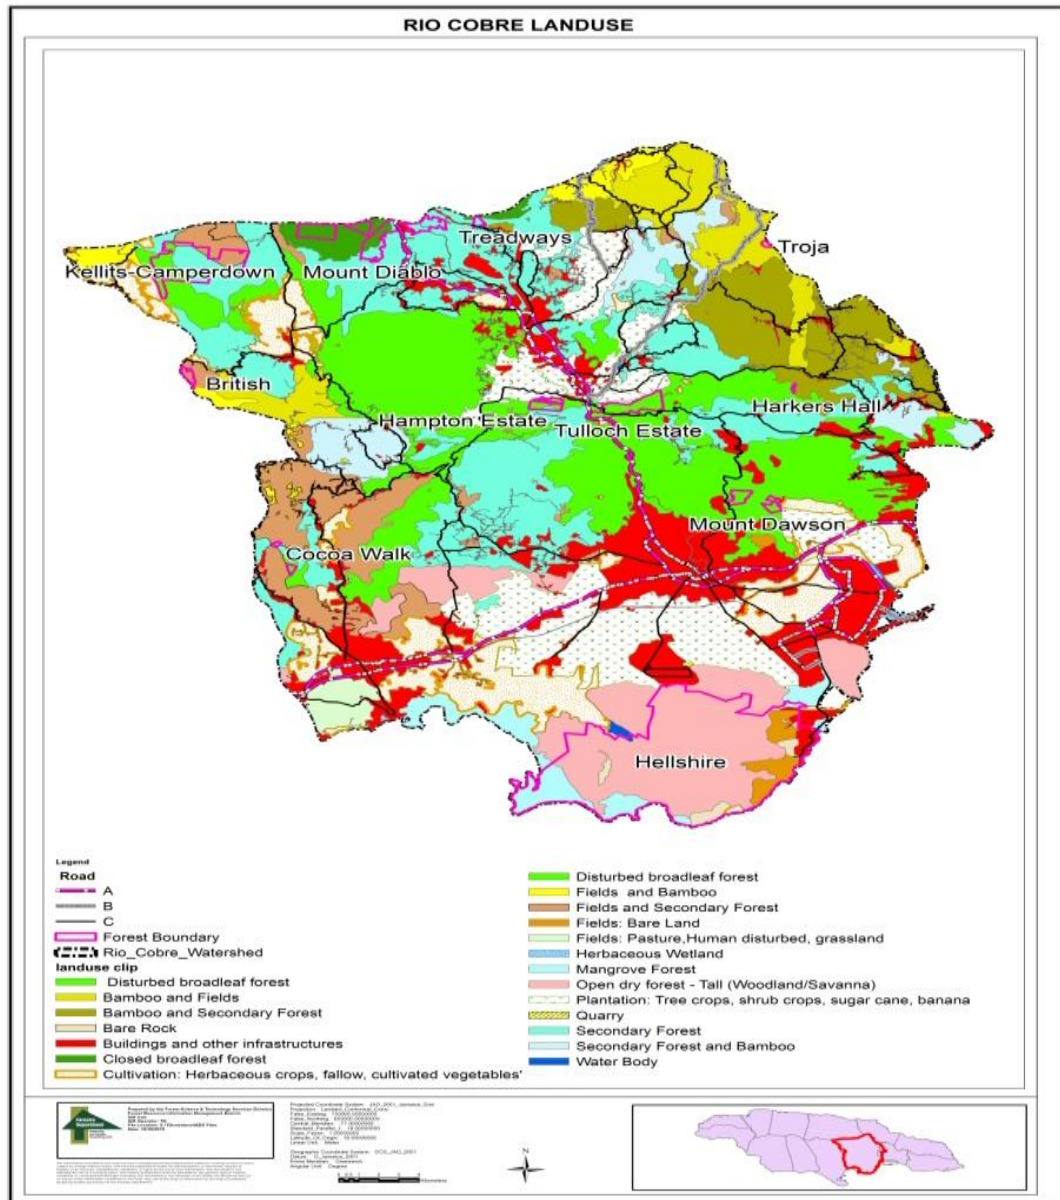 RIO COBRE LANDUSE
Treadways
Troja
Kellits-Camperdown
Mount Diablo
British
Harkers Hall
Hampton Estate
Tulloch Estate
Mount Dawson
Cocoa Walk
Hellshire
Legend
Road
A
B
C
Forest Boundary
Rio_Cobre_Watershed
landuse clip
Disturbed broadleaf forest
Bamboo and Fields
Bamboo and Secondary Forest
Bare Rock
Buildings and other infrastructures
Closed broadleaf forest
Cultivation: Herbaceous crops, fallow, cultivated vegetables'
Disturbed broadleaf forest
Fields and Bamboo
Fields and Secondary Forest
Fields: Bare Land
Fields: Pasture,Human disturbed, grassland
Herbaceous Wetland
Mangrove Forest
Open dry forest - Tall (Woodland/Savanna)
Plantation: Tree crops, shrub crops, sugar cane, banana
Quarry
Secondary Forest
Secondary Forest and Bamboo
Water Body
N